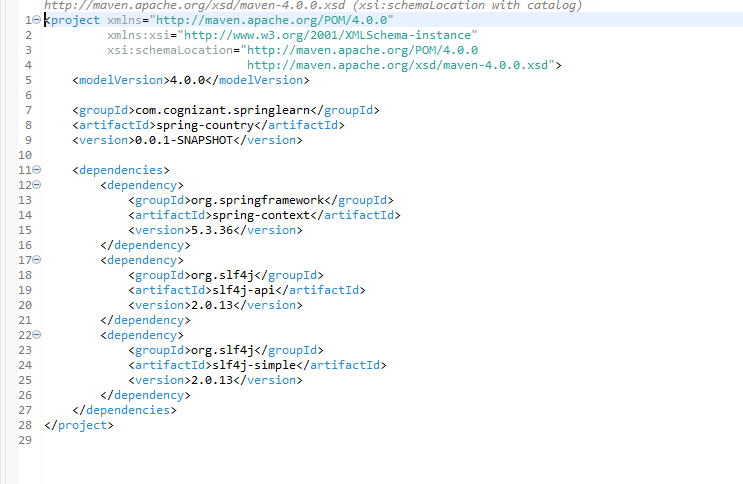 http://maven.apache.org/xsd/maven-4.0.0.xsd (xsi:schemaLocation with catalog)
1 <project xmlns="http://maven.apache.org/POM/4.0.0"
2 xmlns:xsi="http://www.w3.org/2001/XMLSchema-instance"
3 xsi:schemaLocation="http://maven.apache.org/POM/4.0.0
4 http://maven.apache.org/xsd/maven-4.0.0.xsd">
5 <modelVersion>4.0.0</modelVersion>
6
7 <groupId>com.cognizant.springlearn</groupId>
8 <artifactId>spring-country</artifactId>
9 <version>0.0.1-SNAPSHOT</version>
10
11 <dependencies>
12 <dependency>
13 <groupId>org.springframework</groupId>
14 <artifactId>spring-context</artifactId>
15 <version>5.3.36</version>
16 </dependency>
17 <dependency>
18 <groupId>org.slf4j</groupId>
19 <artifactId>slf4j-api</artifactId>
20 <version>2.0.13</version>
21 </dependency>
22 <dependency>
23 <groupId>org.slf4j</groupId>
24 <artifactId>slf4j-simple</artifactId>
25 <version>2.0.13</version>
26 </dependency>
27 </dependencies>
28 </project>
29